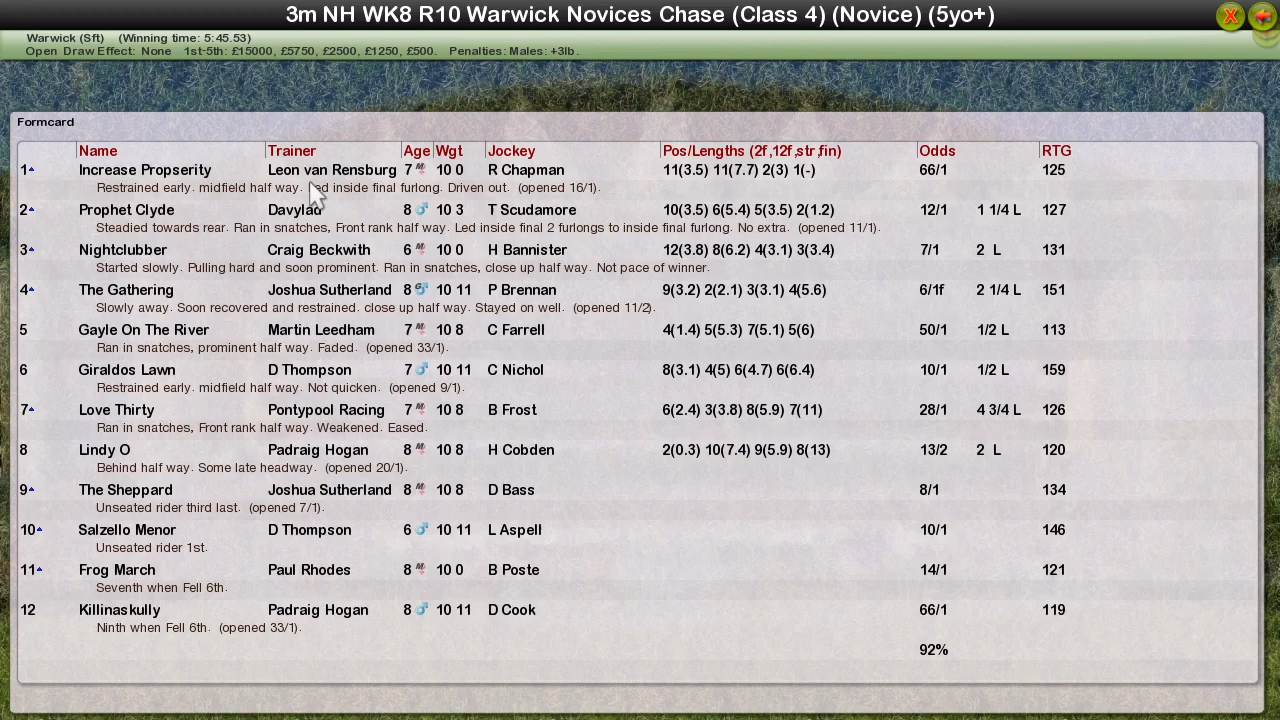 3m NH WK8 R10 Warwick Novices Chase (Class 4) (Novice) (5yo+)
Warwick (Sft) (Winning time: 5:45.53)
Open Draw Effect: None 1st-5th: £15000, £5750, £2500, £1250, £500. Penalties: Males: +3lb.
Formcard
Name Trainer Age Wgt Jockey Pos/Lengths (2f,12f,str,fin) Odds RTG
1 Increase Propserity Leon van Rensburg 7 10 0 R Chapman 11(3.5) 11(7.7) 2(3) 1(-) 66/1 125
Restrained early. midfield half way. Led inside final furlong. Driven out. (opened 16/1).
2 Prophet Clyde Davylad 8 10 3 T Scudamore 10(3.5) 6(5.4) 5(3.5) 2(1.2) 12/1 1 1/4 L 127
Steadied towards rear. Ran in snatches, Front rank half way. Led inside final 2 furlongs to inside final furlong. No extra. (opened 11/1).
3 Nightclubber Craig Beckwith 6 10 0 H Bannister 12(3.8) 8(6.2) 4(3.1) 3(3.4) 7/1 2 L 131
Started slowly. Pulling hard and soon prominent. Ran in snatches, close up half way. Not pace of winner.
4 The Gathering Joshua Sutherland 8 10 11 P Brennan 9(3.2) 2(2.1) 3(3.1) 4(5.6) 6/1f 2 1/4 L 151
Slowly away. Soon recovered and restrained. close up half way. Stayed on well. (opened 11/2).
5 Gayle On The River Martin Leedham 7 10 8 C Farrell 4(1.4) 5(5.3) 7(5.1) 5(6) 50/1 1/2 L 113
Ran in snatches, prominent half way. Faded. (opened 33/1).
6 Giraldos Lawn D Thompson 7 10 11 C Nichol 8(3.1) 4(5) 6(4.7) 6(6.4) 10/1 1/2 L 159
Restrained early. midfield half way. Not quicken. (opened 9/1).
7 Love Thirty Pontypool Racing 7 10 8 B Frost 6(2.4) 3(3.8) 8(5.9) 7(11) 28/1 4 3/4 L 126
Ran in snatches, Front rank half way. Weakened. Eased.
8 Lindy O Padraig Hogan 8 10 8 H Cobden 2(0.3) 10(7.4) 9(5.9) 8(13) 13/2 2 L 120
Behind half way. Some late headway. (opened 20/1).
9 The Sheppard Joshua Sutherland 8 10 8 D Bass 8/1 134
Unseated rider third last. (opened 7/1).
10 Salzello Menor D Thompson 6 10 11 L Aspell 10/1 146
Unseated rider 1st.
11 Frog March Paul Rhodes 8 10 0 B Poste 14/1 121
Seventh when Fell 6th.
12 Killinaskully Padraig Hogan 8 10 11 D Cook 66/1 119
Ninth when Fell 6th. (opened 33/1).
92%